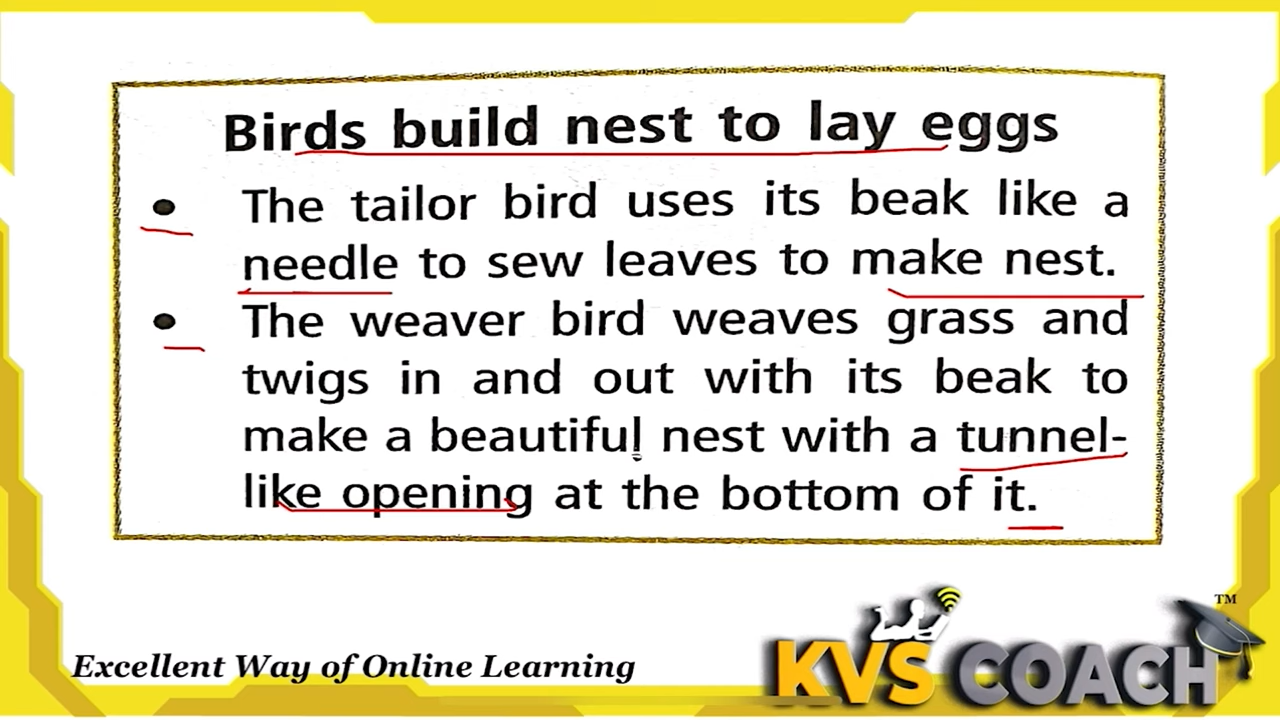 Birds build nest to lay eggs
• The tailor bird uses its beak like a
needle to sew leaves to make nest.
• The weaver bird weaves grass and
twigs in and out with its beak to
make a beautiful nest with a tunnel-
like opening at the bottom of it.
Excellent Way of Online Learning
KVS COACH TM